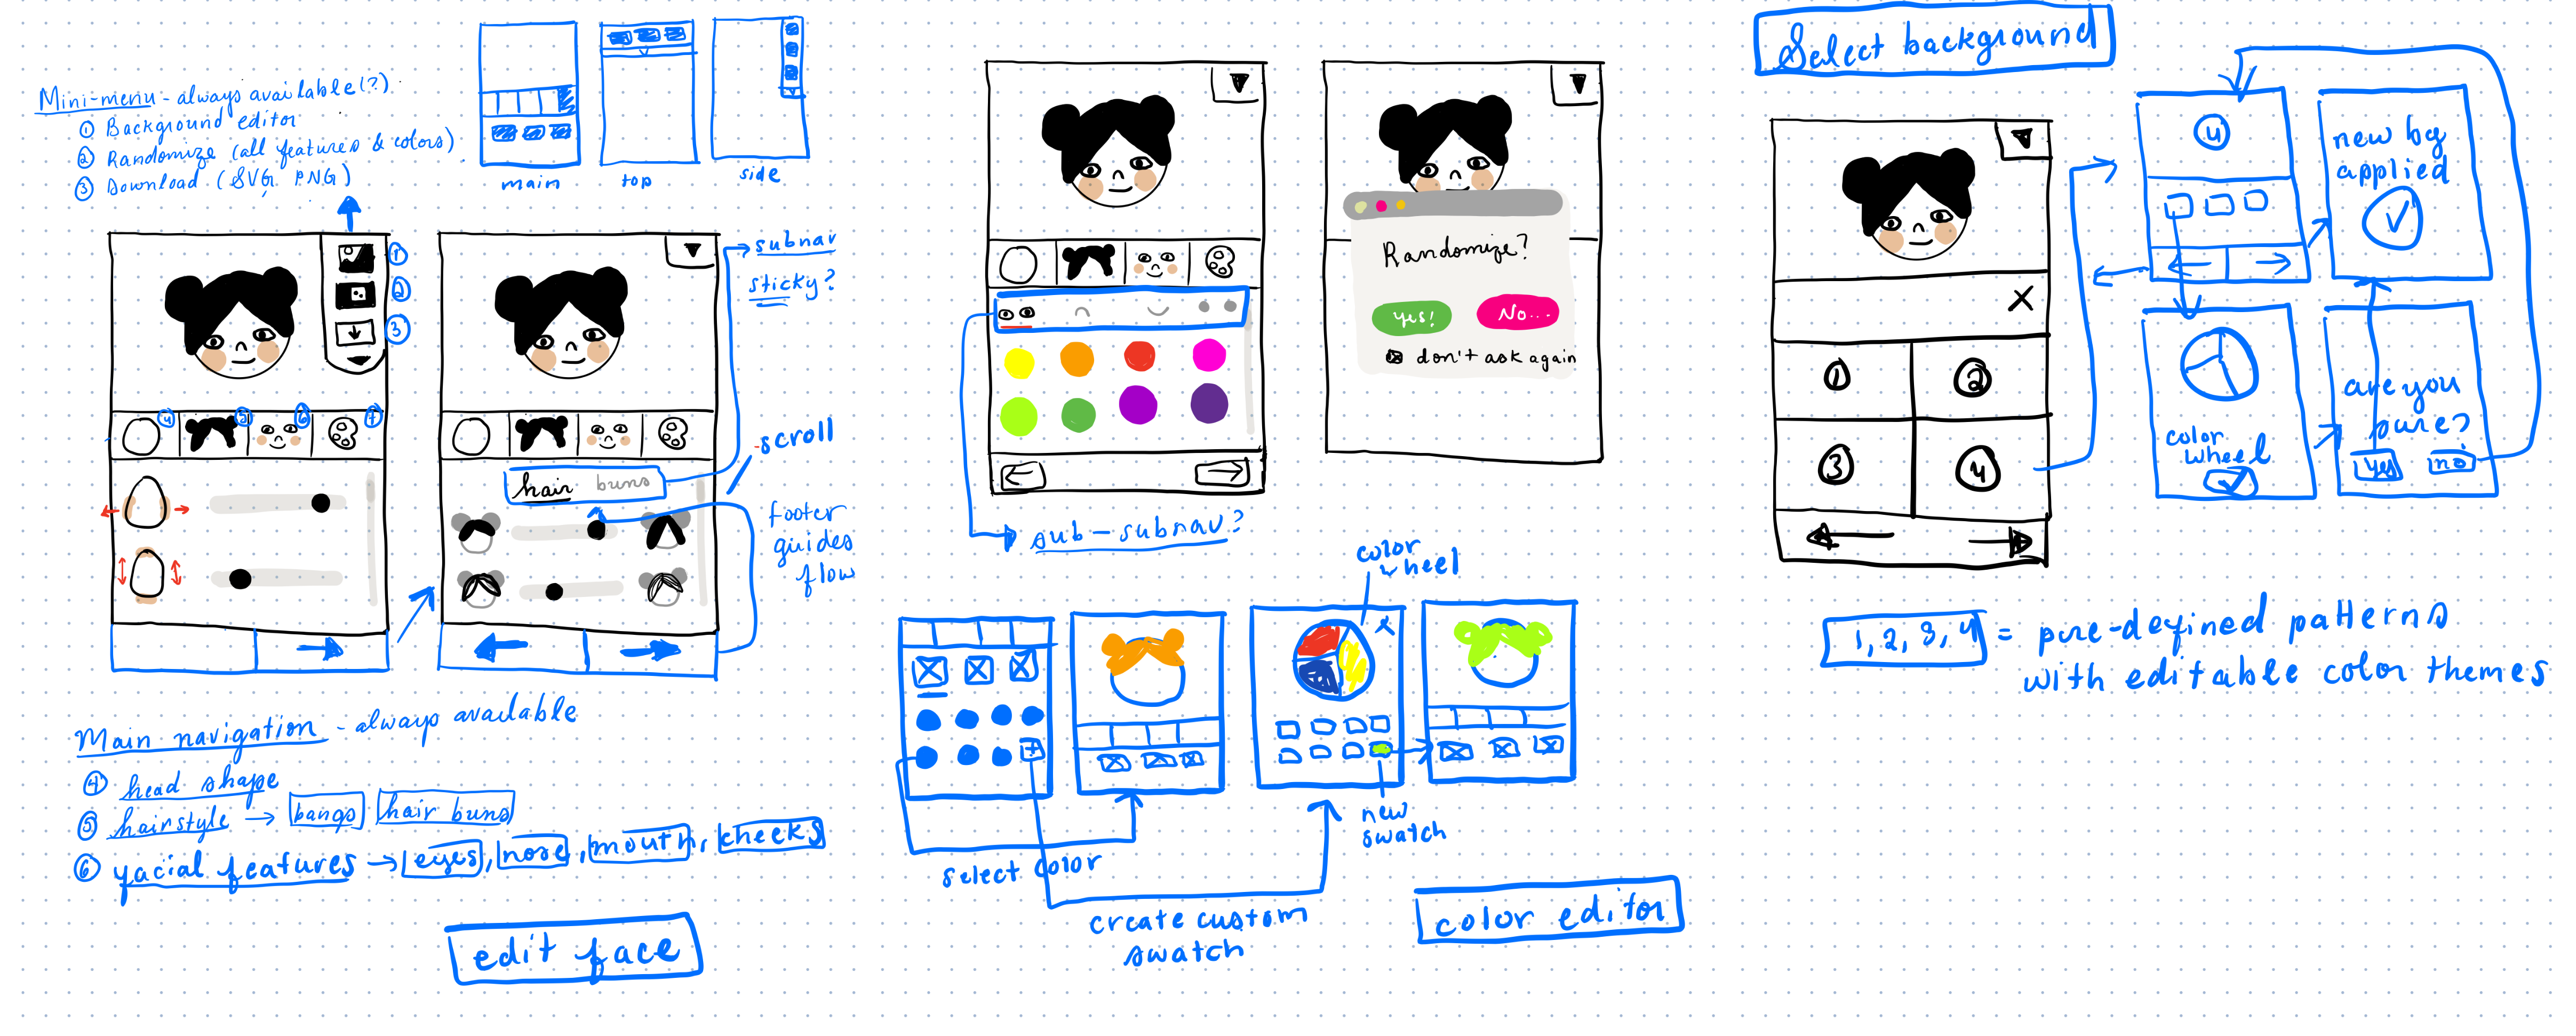 Mini-menu - always available(?)
① Background editor
② Randomize (all features & colors)
③ Download (SVG, PNG)
main
top
side
①
②
③
subnav
sticky?
④
⑤
⑥
⑦
scroll
hair buns
footer
guides
flow
Main navigation - always available
④ head shape
⑤ hairstyle → bangs hair buns
⑥ facial features → eyes, nose, mouth, cheeks
edit face
Randomize?
yes!
No...
don't ask again
sub-subnav?
color
wheel
select color
create custom
swatch
new
swatch
color editor
Select background
①
②
③
④
④
new bg
applied
color
wheel
are you
sure?
yes
no
1, 2, 3, 4 = pre-defined patterns
with editable color themes